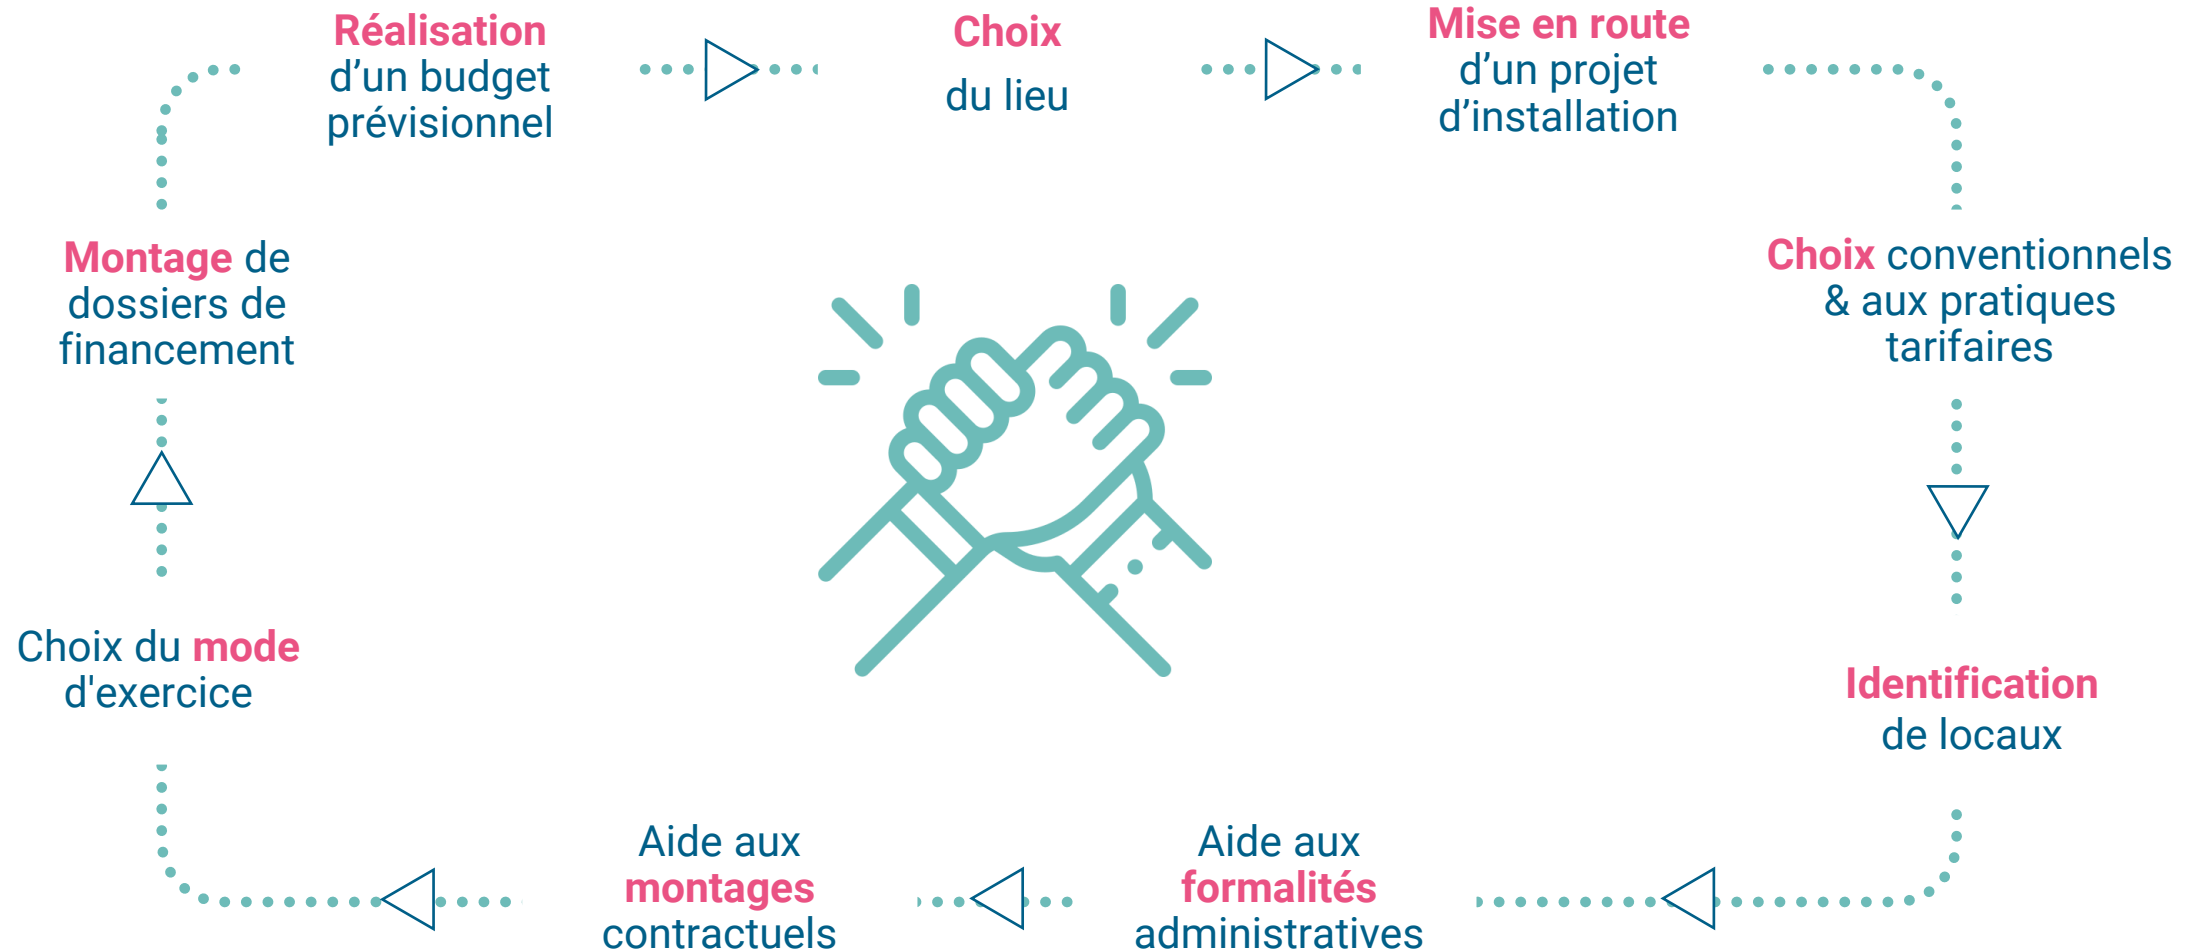 Réalisation
d’un budget
prévisionnel
Choix
du lieu
Mise en route
d’un projet
d’installation
Choix conventionnels
& aux pratiques
tarifaires
Identification
de locaux
Aide aux
formalités
administratives
Aide aux
montages
contractuels
Choix du mode
d'exercice
Montage de
dossiers de
financement